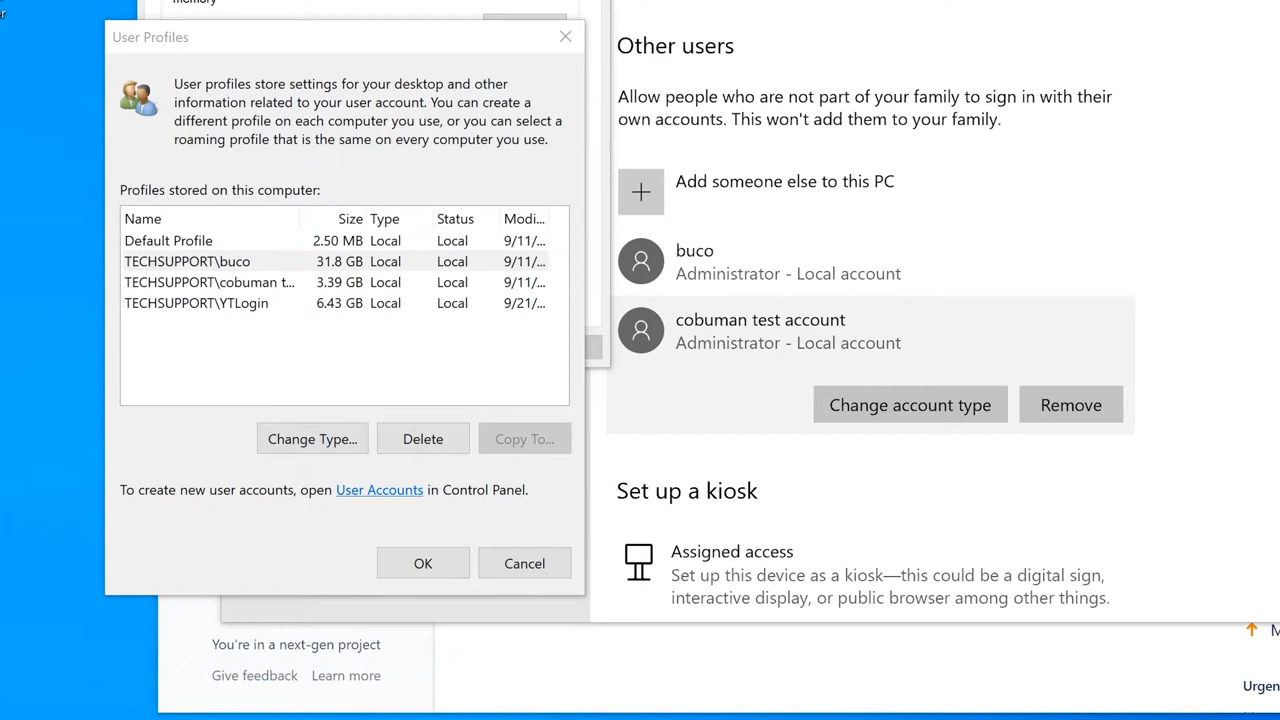 memory
User Profiles
User profiles store settings for your desktop and other
information related to your user account. You can create a
different profile on each computer you use, or you can select a
roaming profile that is the same on every computer you use.
Profiles stored on this computer:
Name Size Type Status Modi...
Default Profile 2.50 MB Local Local 9/11/...
TECHSUPPORT\buco 31.8 GB Local Local 9/11/...
TECHSUPPORT\cobuman t... 3.39 GB Local Local 9/11/...
TECHSUPPORT\YTLogin 6.43 GB Local Local 9/21/...
Change Type... Delete Copy To...
To create new user accounts, open User Accounts in Control Panel.
OK Cancel
You're in a next-gen project
Give feedback Learn more
Other users
Allow people who are not part of your family to sign in with their
own accounts. This won't add them to your family.
Add someone else to this PC
buco
Administrator - Local account
cobuman test account
Administrator - Local account
Change account type Remove
Set up a kiosk
Assigned access
Set up this device as a kiosk—this could be a digital sign,
interactive display, or public browser among other things.